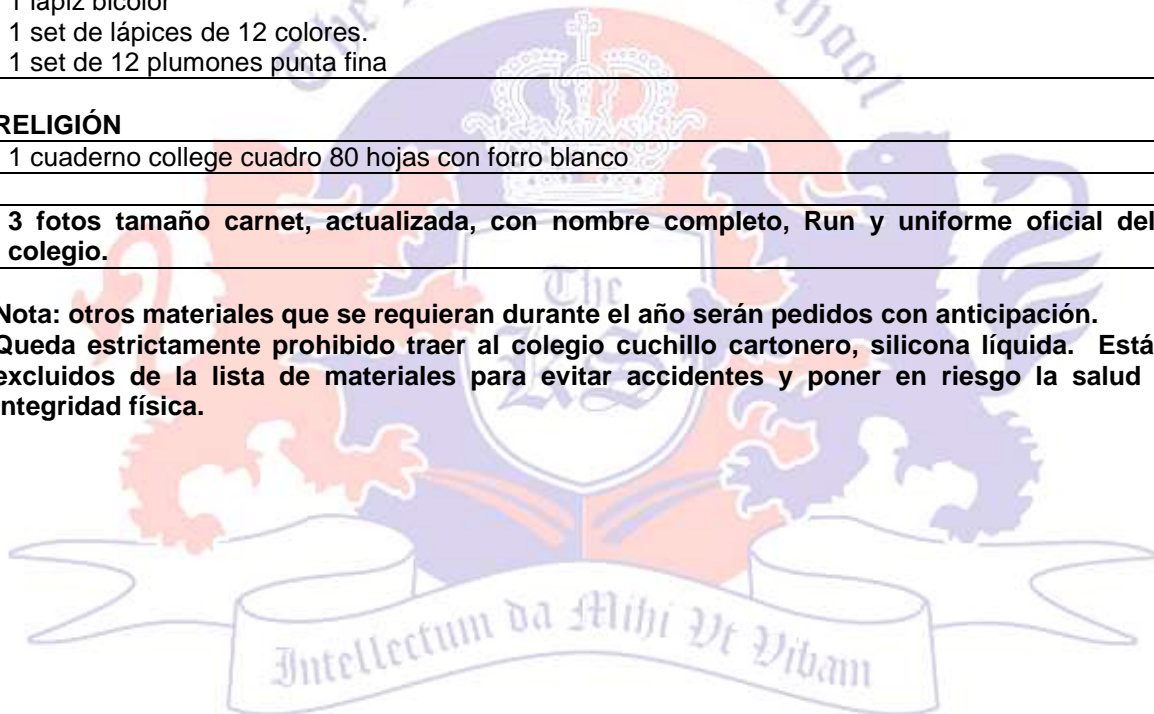 1 lápiz bicolor
1 set de lápices de 12 colores.
1 set de 12 plumones punta fina
The
RELIGIÓN
1 cuaderno college cuadro 80 hojas con forro blanco
3 fotos tamaño carnet, actualizada, con nombre completo, Run y uniforme oficial del
colegio.
The
KS
Nota: otros materiales que se requieran durante el año serán pedidos con anticipación.
Queda estrictamente prohibido traer al colegio cuchillo cartonero, silicona líquida. Está
excluidos de la lista de materiales para evitar accidentes y poner en riesgo la salud
integridad física.
Intellectum da Mihi Vt Vibam